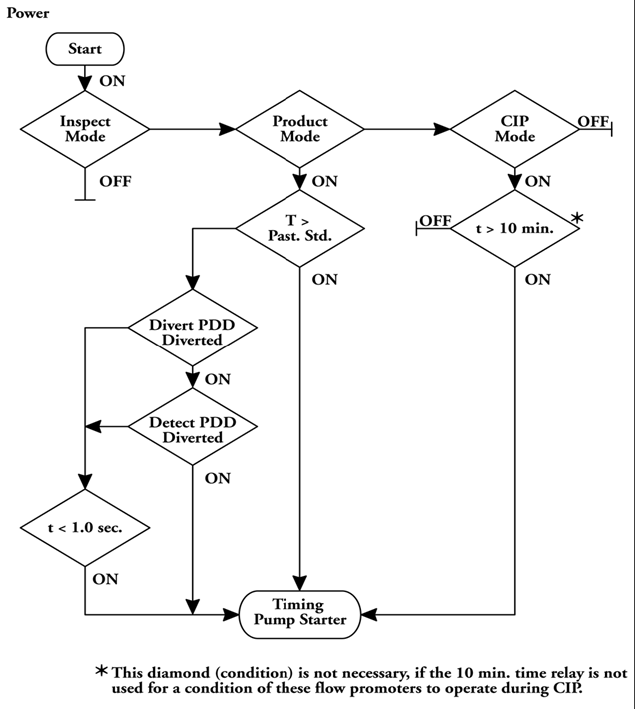 Power
Start
ON
Inspect
Mode
Product
Mode
CIP
Mode
OFF
OFF
ON
ON
T >
Past. Std.
OFF
t > 10 min.
*
ON
ON
Divert PDD
Diverted
ON
Detect PDD
Diverted
ON
t < 1.0 sec.
ON
Timing
Pump Starter
* This diamond (condition) is not necessary, if the 10 min. time relay is not
used for a condition of these flow promoters to operate during CIP.